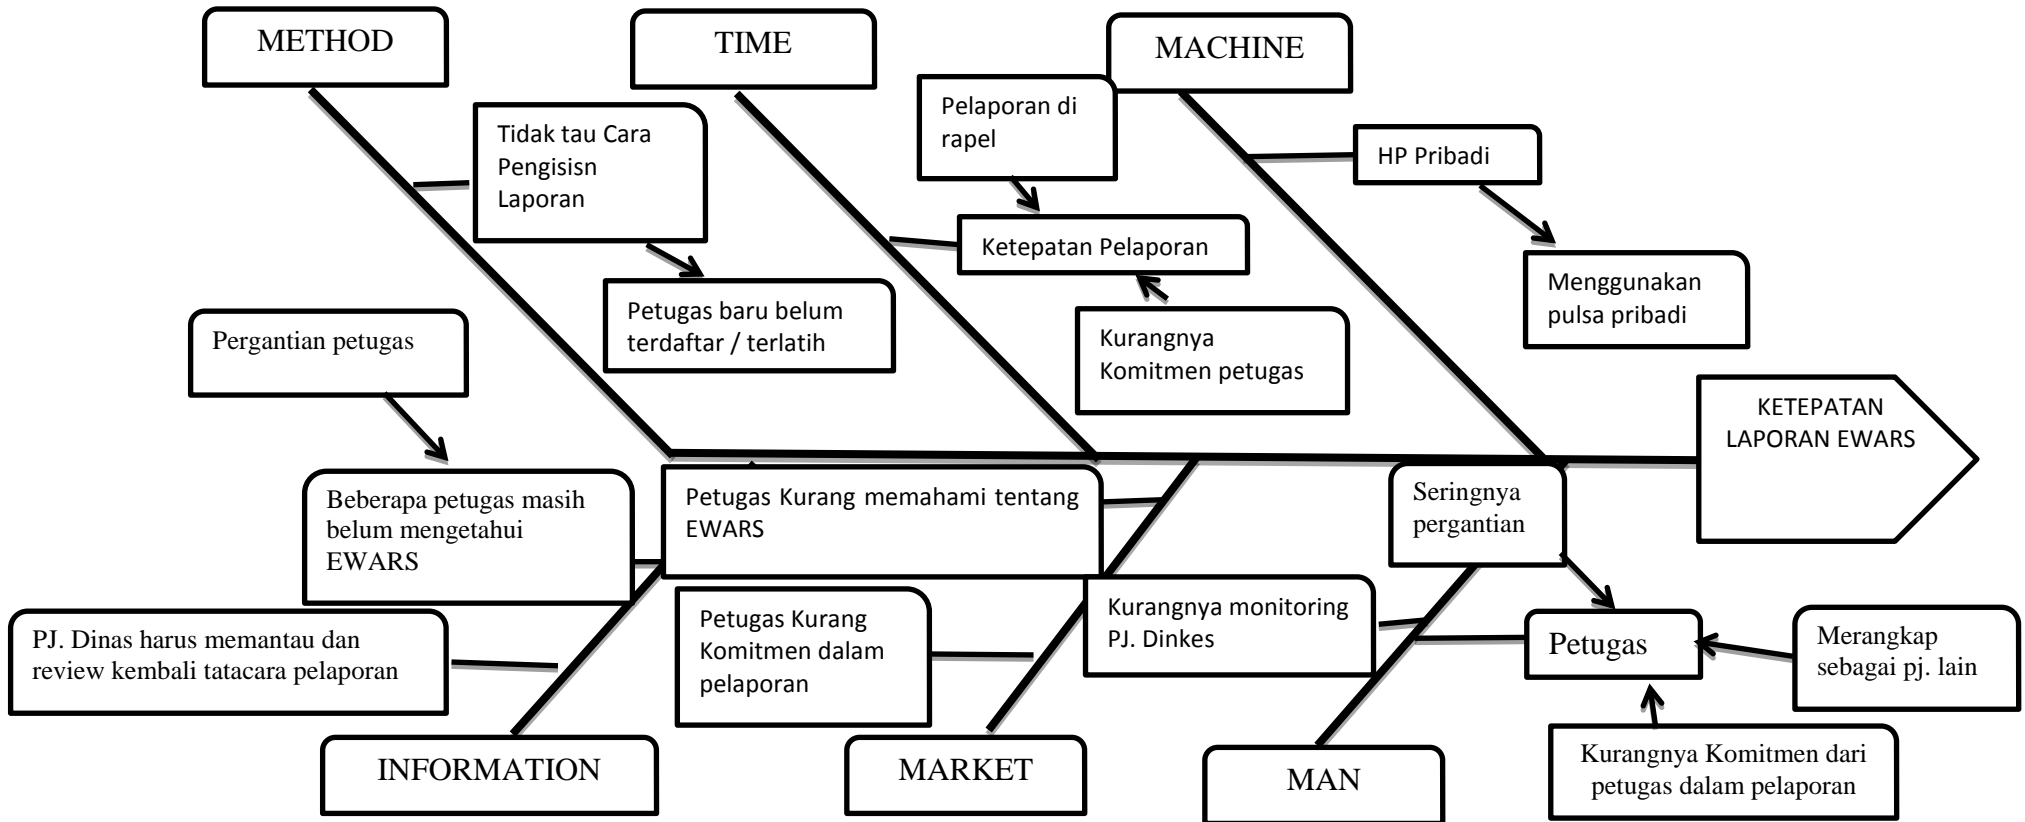 METHOD
TIME
MACHINE
Tidak tau Cara
Pengisisn
Laporan
Pelaporan di
rapel
HP Pribadi
Ketepatan Pelaporan
Petugas baru belum
terdaftar / terlatih
Menggunakan
pulsa pribadi
Pergantian petugas
Kurangnya
Komitmen petugas
KETEPATAN
LAPORAN EWARS
Beberapa petugas masih
belum mengetahui
EWARS
Petugas Kurang memahami tentang
EWARS
Seringnya
pergantian
PJ. Dinas harus memantau dan
review kembali tatacara pelaporan
Petugas Kurang
Komitmen dalam
pelaporan
Kurangnya monitoring
PJ. Dinkes
Petugas
Merangkap
sebagai pj. lain
INFORMATION
MARKET
MAN
Kurangnya Komitmen dari
petugas dalam pelaporan